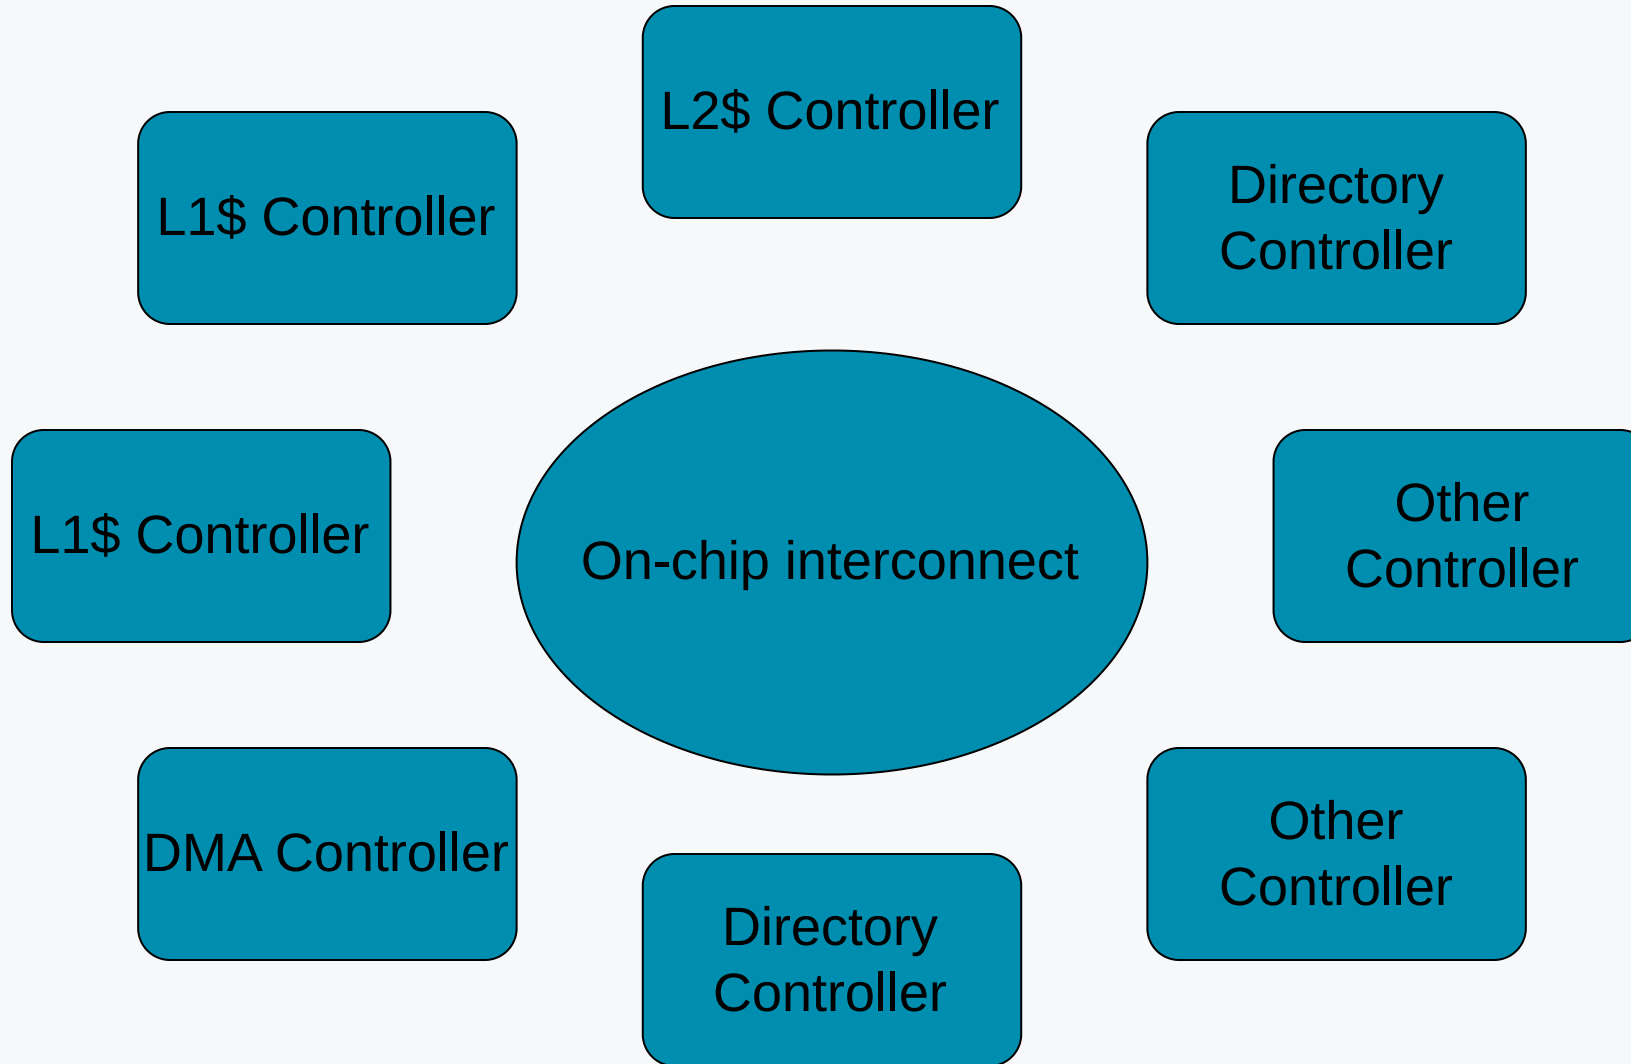 L2$ Controller
L1$ Controller
Directory
Controller
L1$ Controller
On-chip interconnect
Other
Controller
DMA Controller
Other
Controller
Directory
Controller